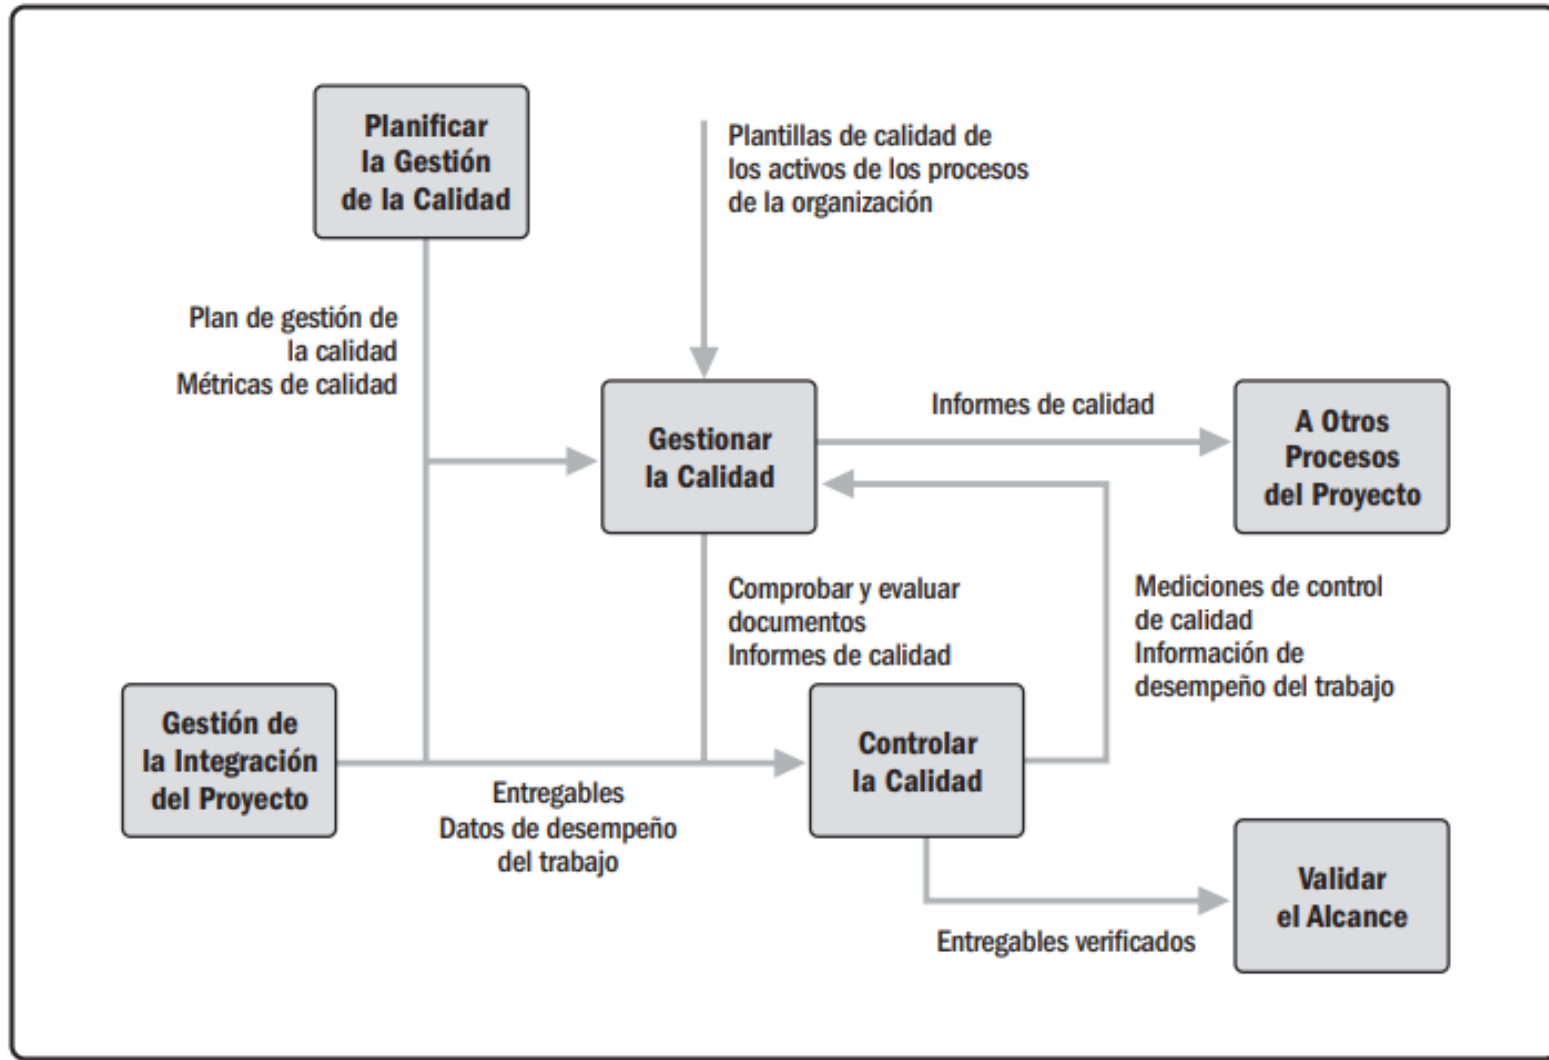 Planificar
la Gestión
de la Calidad
Plantillas de calidad de
los activos de los procesos
de la organización
Plan de gestión de
la calidad
Métricas de calidad
Gestionar
la Calidad
Informes de calidad
A Otros
Procesos
del Proyecto
Comprobar y evaluar
documentos
Informes de calidad
Mediciones de control
de calidad
Información de
desempeño del trabajo
Gestión de
la Integración
del Proyecto
Entregables
Datos de desempeño
del trabajo
Controlar
la Calidad
Entregables verificados
Validar
el Alcance